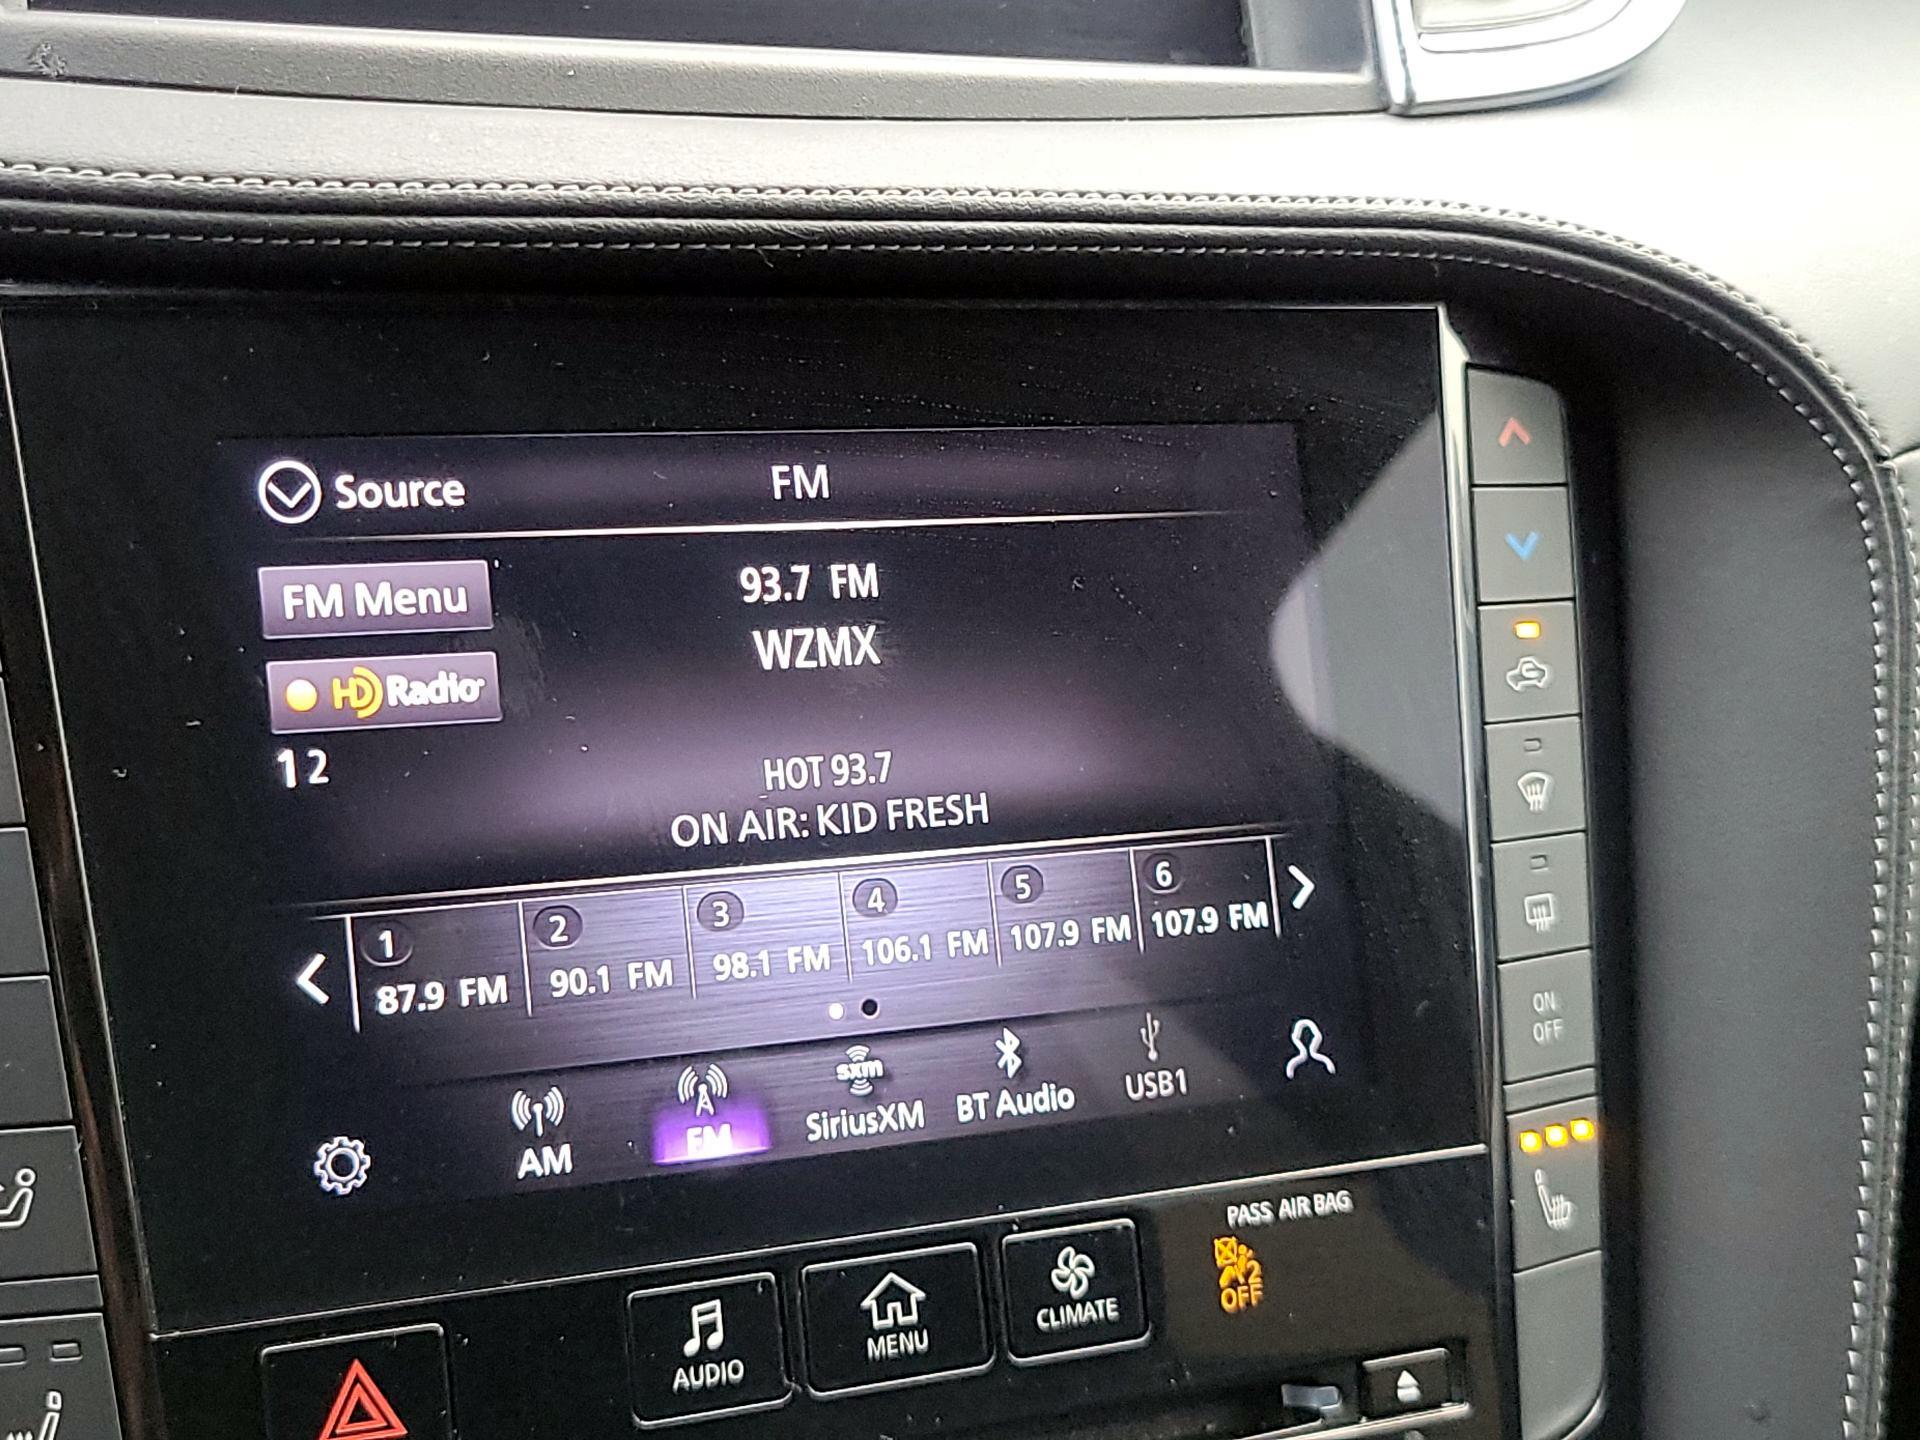 Source
FM
FM Menu
93.7 FM
WZMX
HD Radio
12
HOT 93.7
ON AIR: KID FRESH
1
2
3
4
5
6
87.9 FM
90.1 FM
98.1 FM
106.1 FM
107.9 FM
107.9 FM
AM
FM
sxm
SiriusXM
BT Audio
USB1
ON
OFF
PASS AIR BAG
2
OFF
AUDIO
MENU
CLIMATE